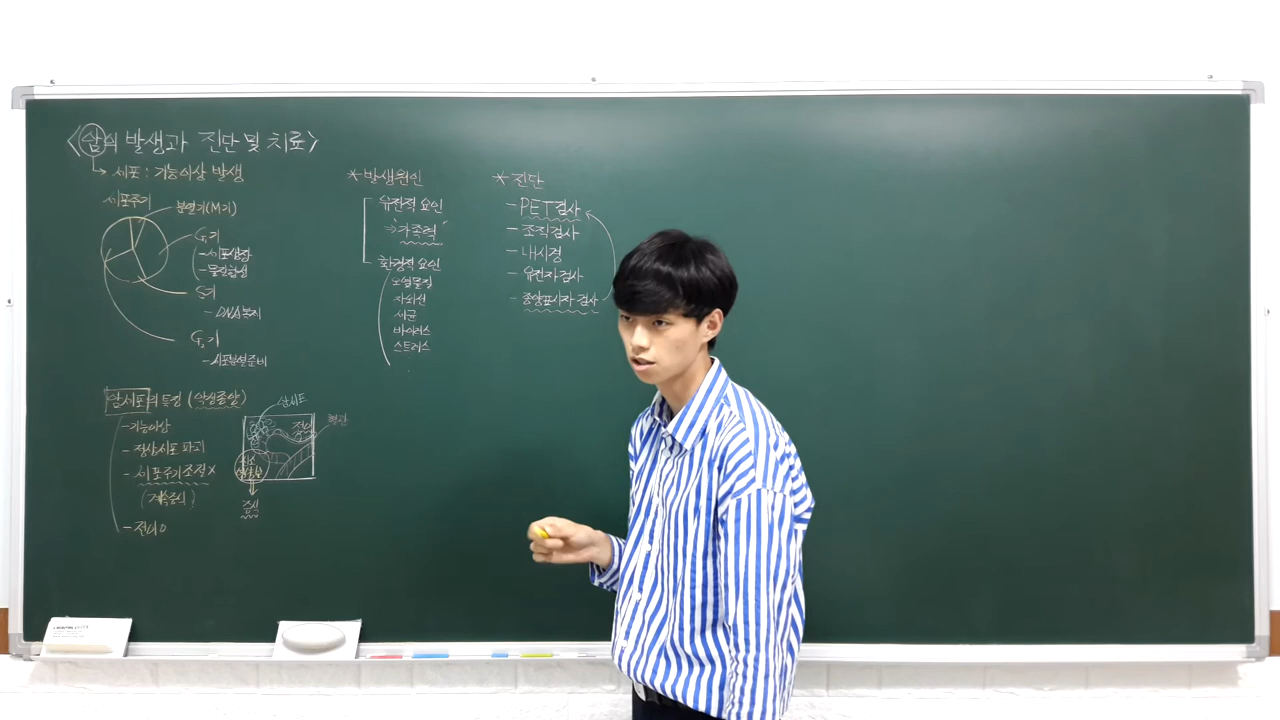 <암의 발생과 진단 및 치료>
→ 세포 : 기능이상 발생
세포주기
분열기(M기)
G₁기
- 세포성장
- 물질합성
S기
- DNA복제
G₂기
- 세포분열준비
암세포의 특징 (악성종양)
- 기능이상
- 정상세포 파괴
- 세포주기조절 X
(계속증식)
- 전이 O
암세포
전이
혈관
* 발생원인
유전적 요인
⇒ "가족력"
환경적 요인
오염물질
자외선
세균
바이러스
스트레스
* 진단
- PET검사
- 조직검사
- 내시경
- 유전자검사
- 종양표시자 검사